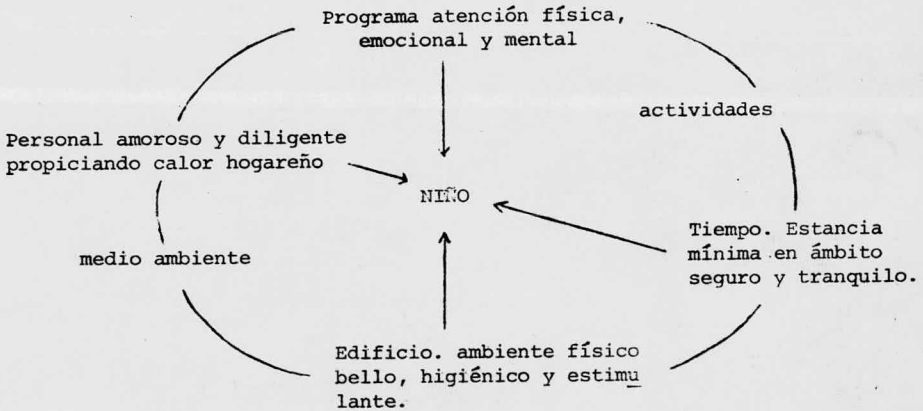 Programa atención física,
emocional y mental
actividades
Personal amoroso y diligente
propiciando calor hogareño
NIÑO
Tiempo. Estancia
mínima en ámbito
seguro y tranquilo.
medio ambiente
Edificio. ambiente físico
bello, higiénico y estimu
lante.